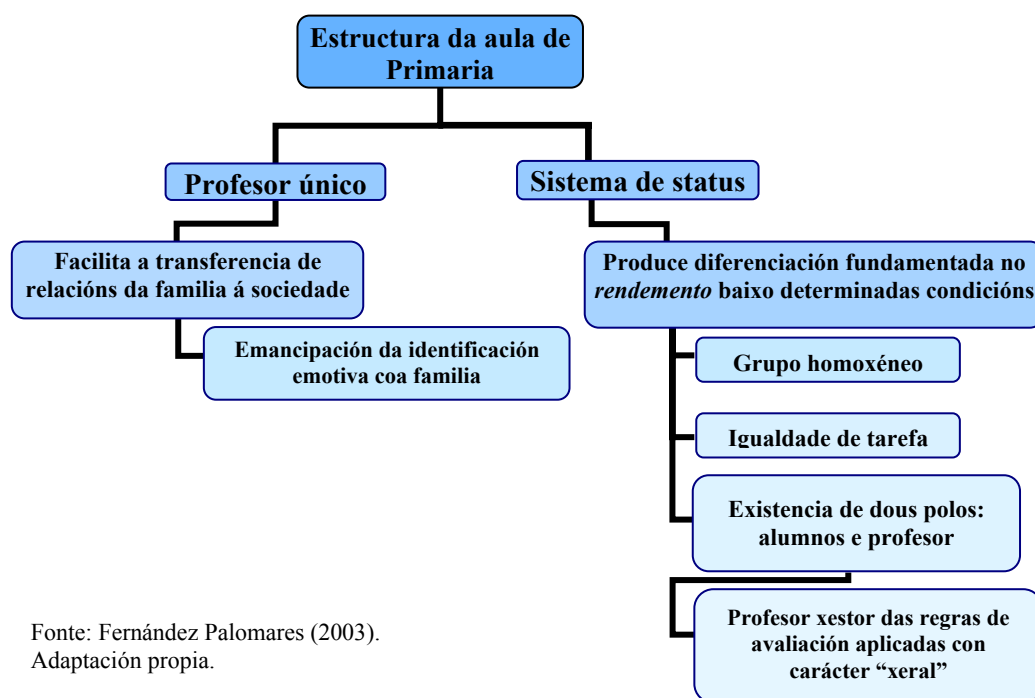 Estructura da aula de
Primaria
Profesor único
Sistema de status
Facilita a transferencia de
relacións da familia á sociedade
Produce diferenciación fundamentada no
rendemento baixo determinadas condicións
Emancipación da identificación
emotiva coa familia
Grupo homoxéneo
Igualdade de tarefa
Existencia de dous polos:
alumnos e profesor
Profesor xestor das regras de
avaliación aplicadas con
carácter “xeral”
Fonte: Fernández Palomares (2003).
Adaptación propia.